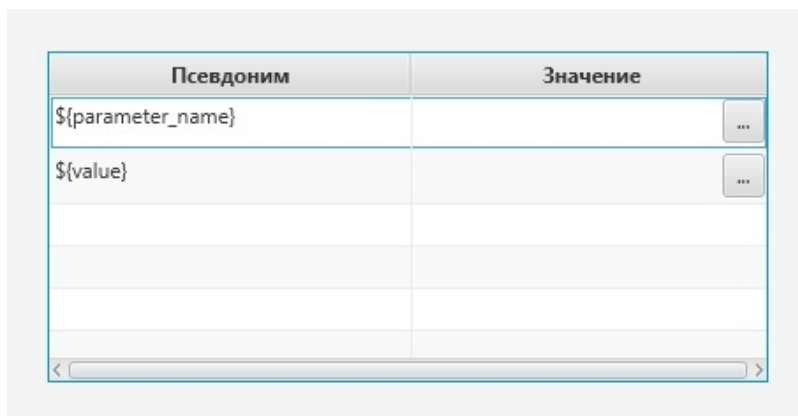 Псевдоним Значение
${parameter_name} ...
${value} ...